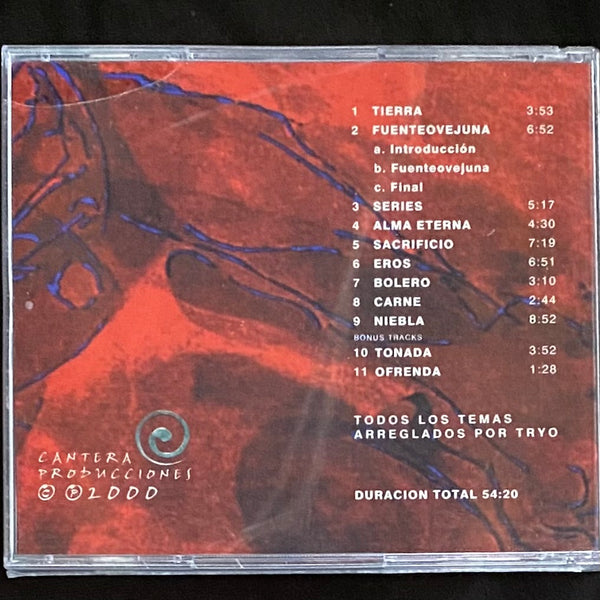 1 TIERRA 3:53
2 FUENTEOVEJUNA 6:52
a. Introducción
b. Fuenteovejuna
c. Final
3 SERIES 5:17
4 ALMA ETERNA 4:30
5 SACRIFICIO 7:19
6 EROS 6:51
7 BOLERO 3:10
8 CARNE 2:44
9 NIEBLA 8:52
BONUS TRACKS
10 TONADA 3:52
11 OFRENDA 1:28
TODOS LOS TEMAS
ARREGLADOS POR TRYO
DURACION TOTAL 54:20
CANTERA
PRODUCCIONES
© ℗ 2000